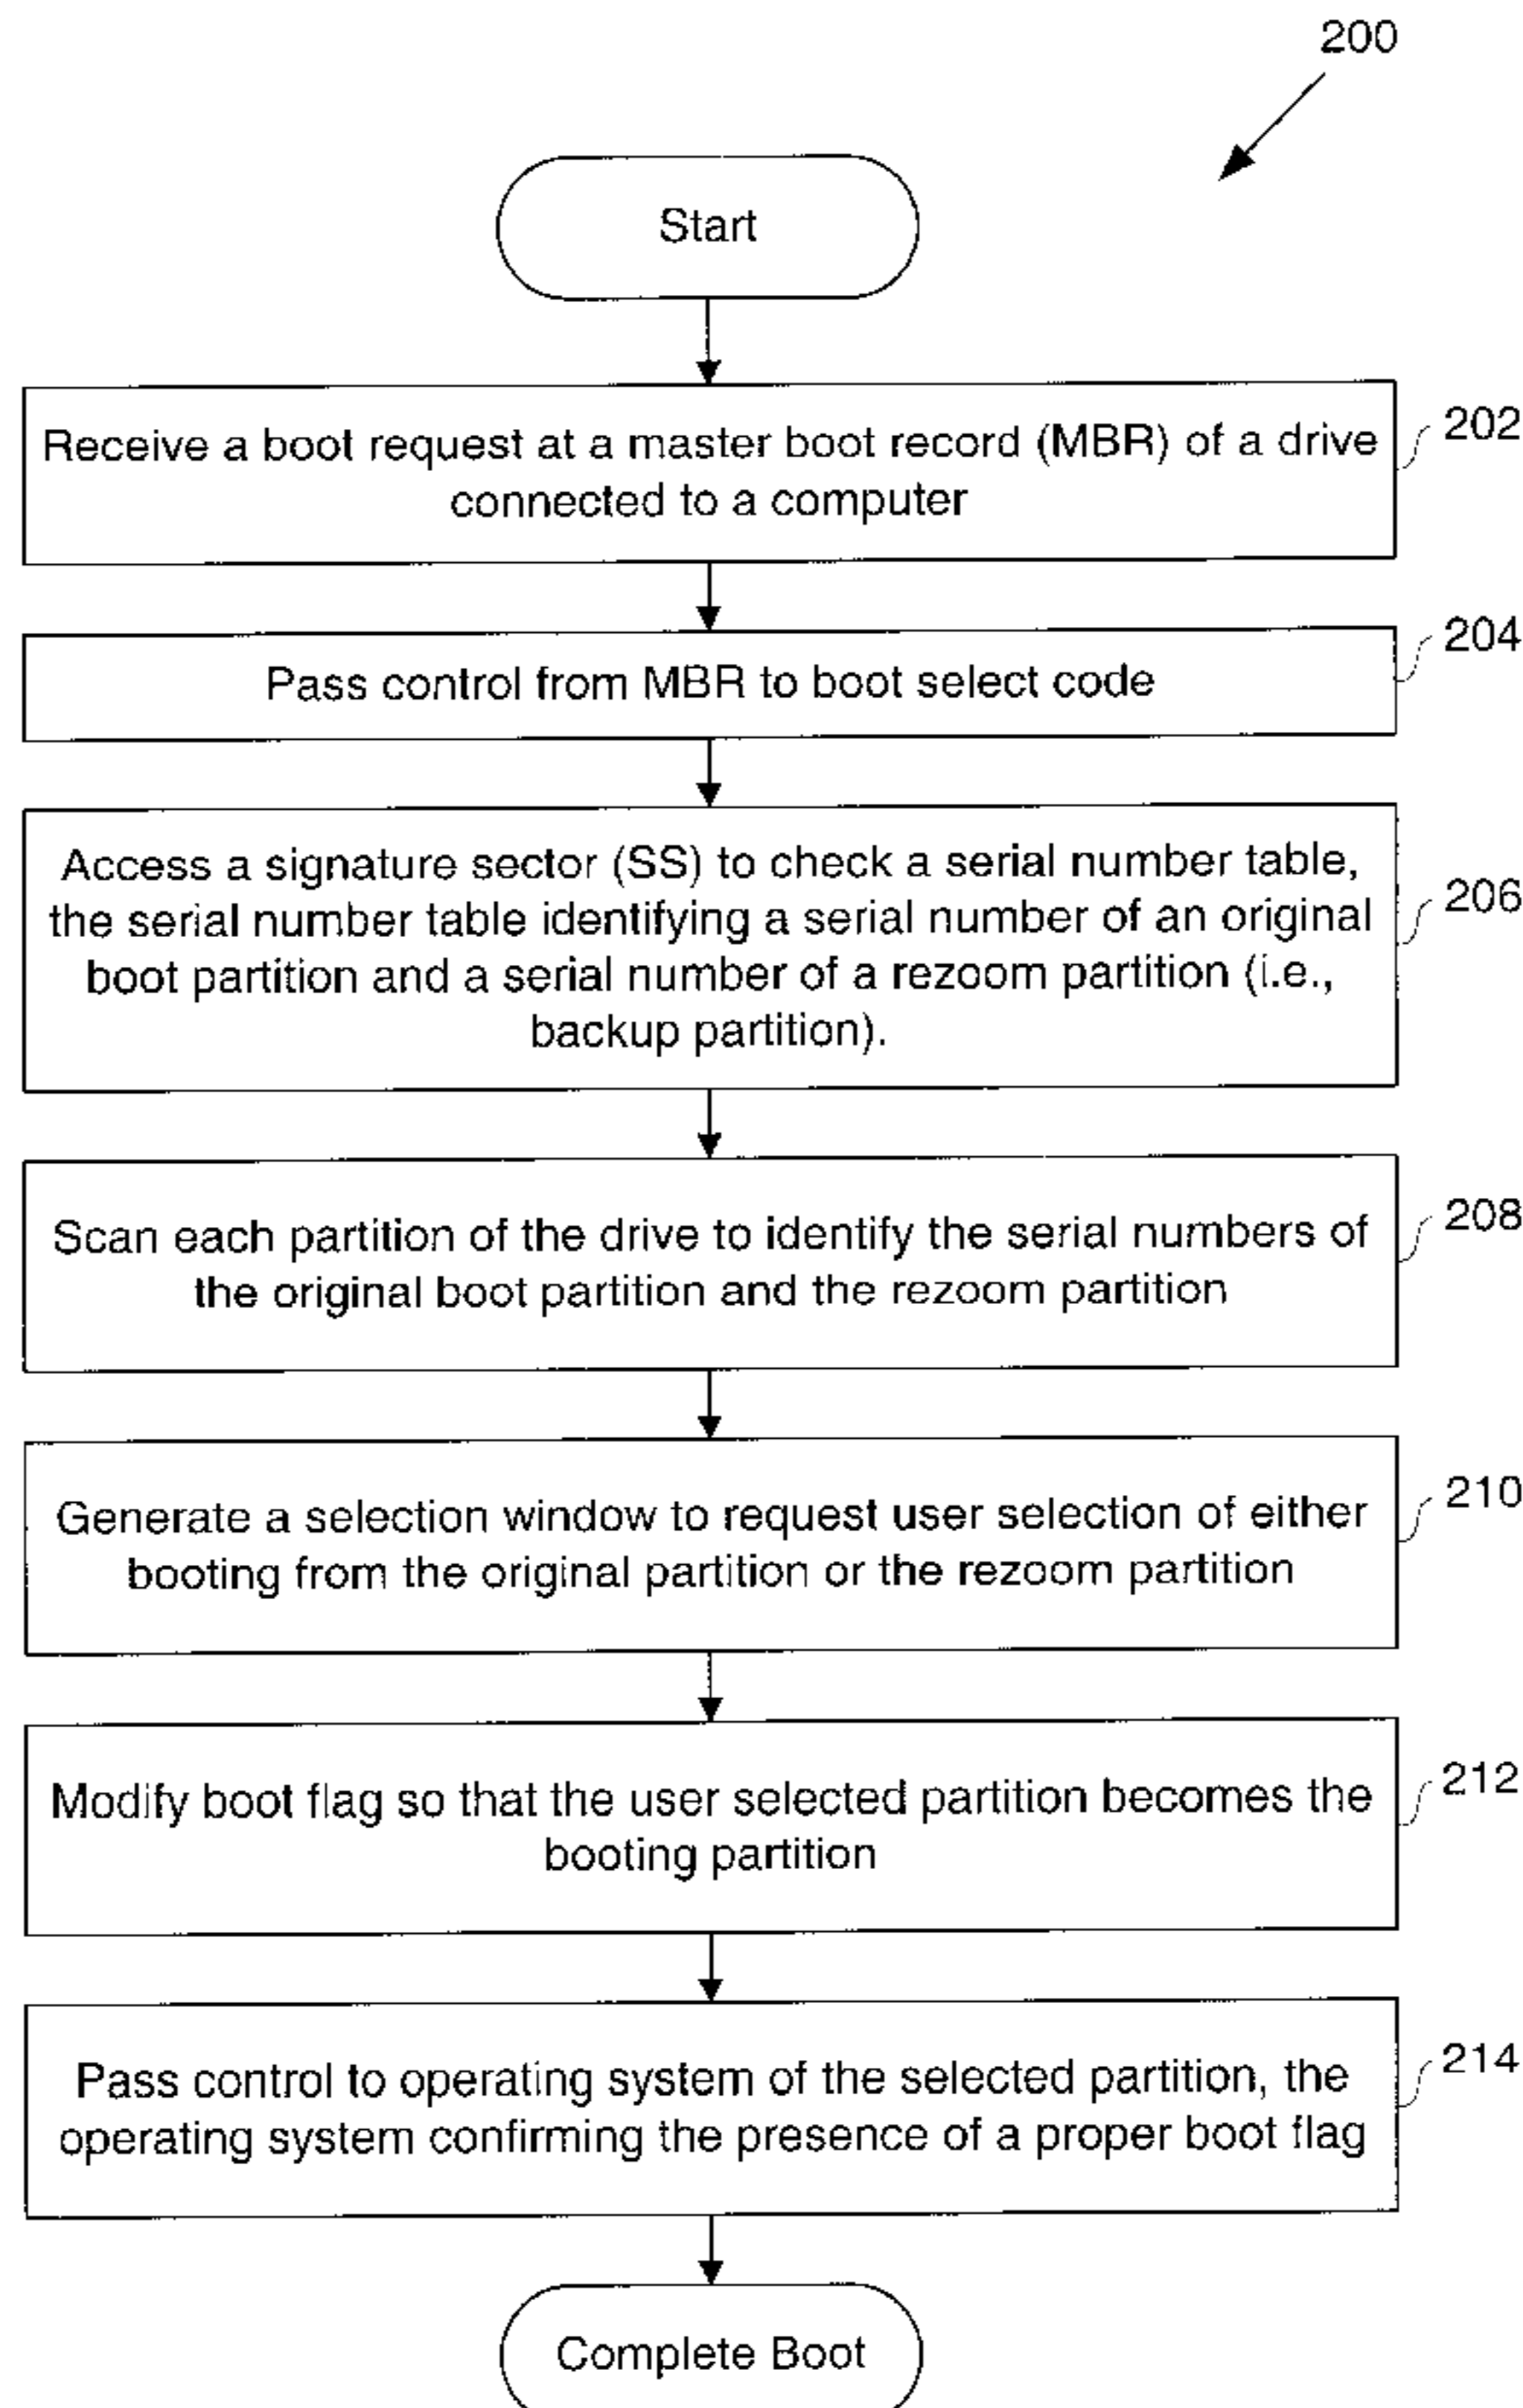 200
Start
Receive a boot request at a master boot record (MBR) of a drive
connected to a computer
202
Pass control from MBR to boot select code
204
Access a signature sector (SS) to check a serial number table,
the serial number table identifying a serial number of an original
boot partition and a serial number of a rezoom partition (i.e.,
backup partition).
206
Scan each partition of the drive to identify the serial numbers of
the original boot partition and the rezoom partition
208
Generate a selection window to request user selection of either
booting from the original partition or the rezoom partition
210
Modify boot flag so that the user selected partition becomes the
booting partition
212
Pass control to operating system of the selected partition, the
operating system confirming the presence of a proper boot flag
214
Complete Boot